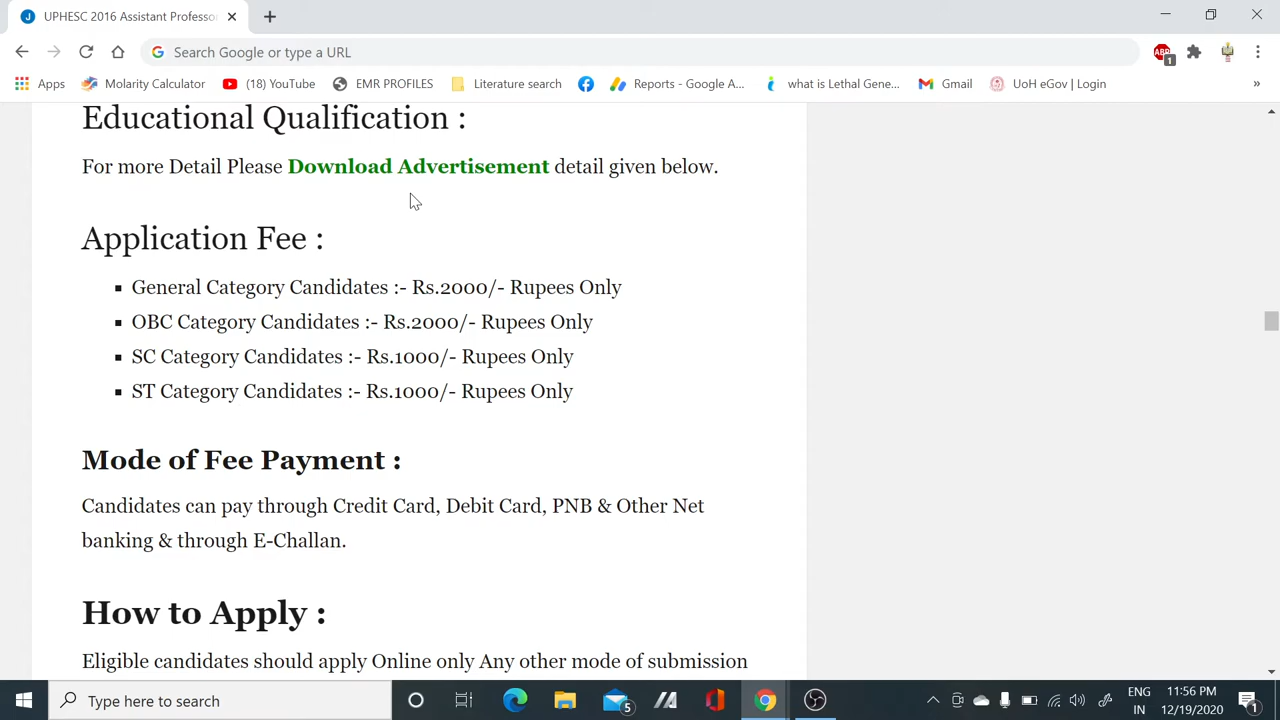 UPHESC 2016 Assistant Professo
Search Google or type a URL
ABP
1
Apps
Molarity Calculator
(18) YouTube
EMR PROFILES
Literature search
Reports - Google A...
what is Lethal Gene...
Gmail
UoH eGov | Login
»
Educational Qualification :
For more Detail Please Download Advertisement detail given below.
Application Fee :
General Category Candidates :- Rs.2000/- Rupees Only
OBC Category Candidates :- Rs.2000/- Rupees Only
SC Category Candidates :- Rs.1000/- Rupees Only
ST Category Candidates :- Rs.1000/- Rupees Only
Mode of Fee Payment :
Candidates can pay through Credit Card, Debit Card, PNB & Other Net
banking & through E-Challan.
How to Apply :
Eligible candidates should apply Online only Any other mode of submission
Type here to search
5
ENG
IN
11:56 PM
12/19/2020
1